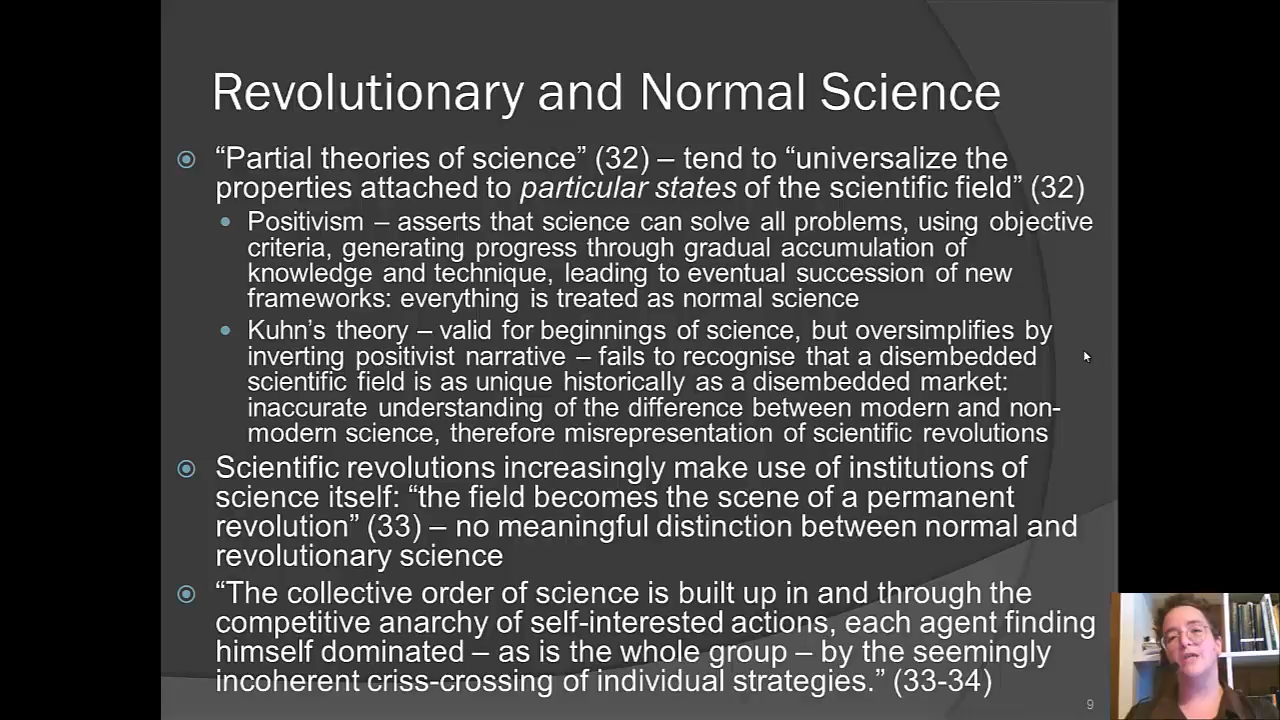 Revolutionary and Normal Science
“Partial theories of science” (32) – tend to “universalize the
properties attached to particular states of the scientific field” (32)
Positivism – asserts that science can solve all problems, using objective
criteria, generating progress through gradual accumulation of
knowledge and technique, leading to eventual succession of new
frameworks: everything is treated as normal science
Kuhn’s theory – valid for beginnings of science, but oversimplifies by
inverting positivist narrative – fails to recognise that a disembedded
scientific field is as unique historically as a disembedded market:
inaccurate understanding of the difference between modern and non-
modern science, therefore misrepresentation of scientific revolutions
Scientific revolutions increasingly make use of institutions of
science itself: “the field becomes the scene of a permanent
revolution” (33) – no meaningful distinction between normal and
revolutionary science
“The collective order of science is built up in and through the
competitive anarchy of self-interested actions, each agent finding
himself dominated – as is the whole group – by the seemingly
incoherent criss-crossing of individual strategies.” (33-34)
9